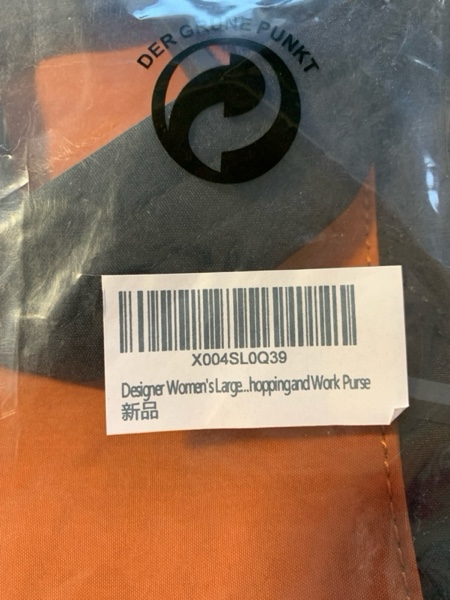 DER GRÜNE PUNKT
X004SL0Q39
Designer Women's Large...hopping and Work Purse
新品